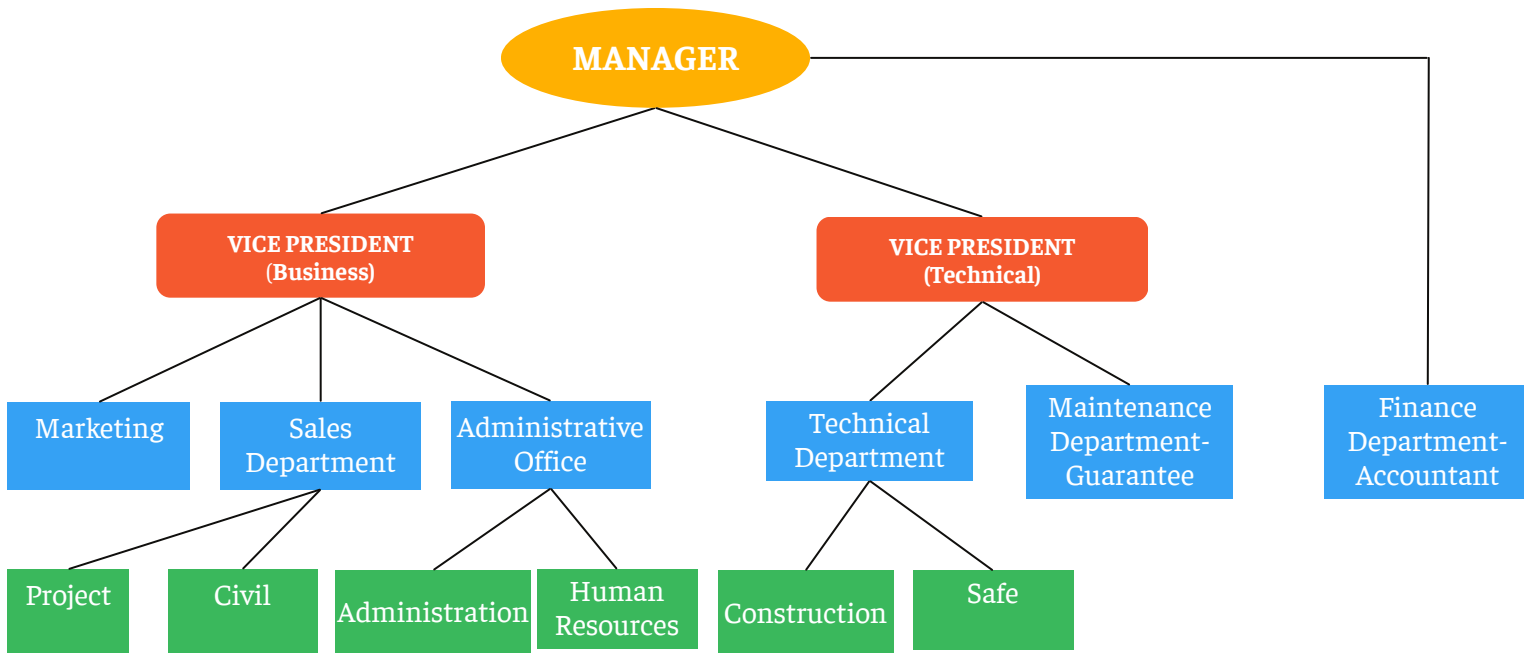 MANAGER
VICE PRESIDENT
(Business)
VICE PRESIDENT
(Technical)
Marketing
Sales
Department
Administrative
Office
Technical
Department
Maintenance
Department-
Guarantee
Finance
Department-
Accountant
Project
Civil
Administration
Human
Resources
Construction
Safe